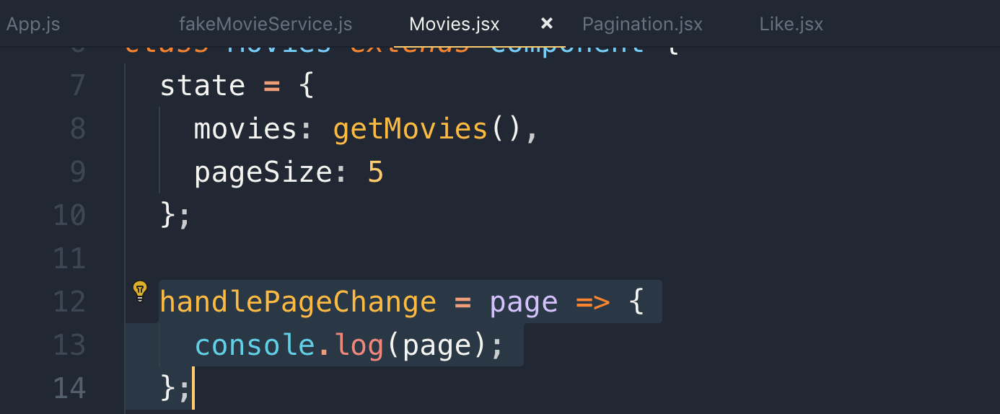 App.js fakeMovieService.js Movies.jsx × Pagination.jsx Like.jsx
6 class Movies extends Component {
7 state = {
8 movies: getMovies(),
9 pageSize: 5
10 };
11
12 handlePageChange = page => {
13 console.log(page);
14 };